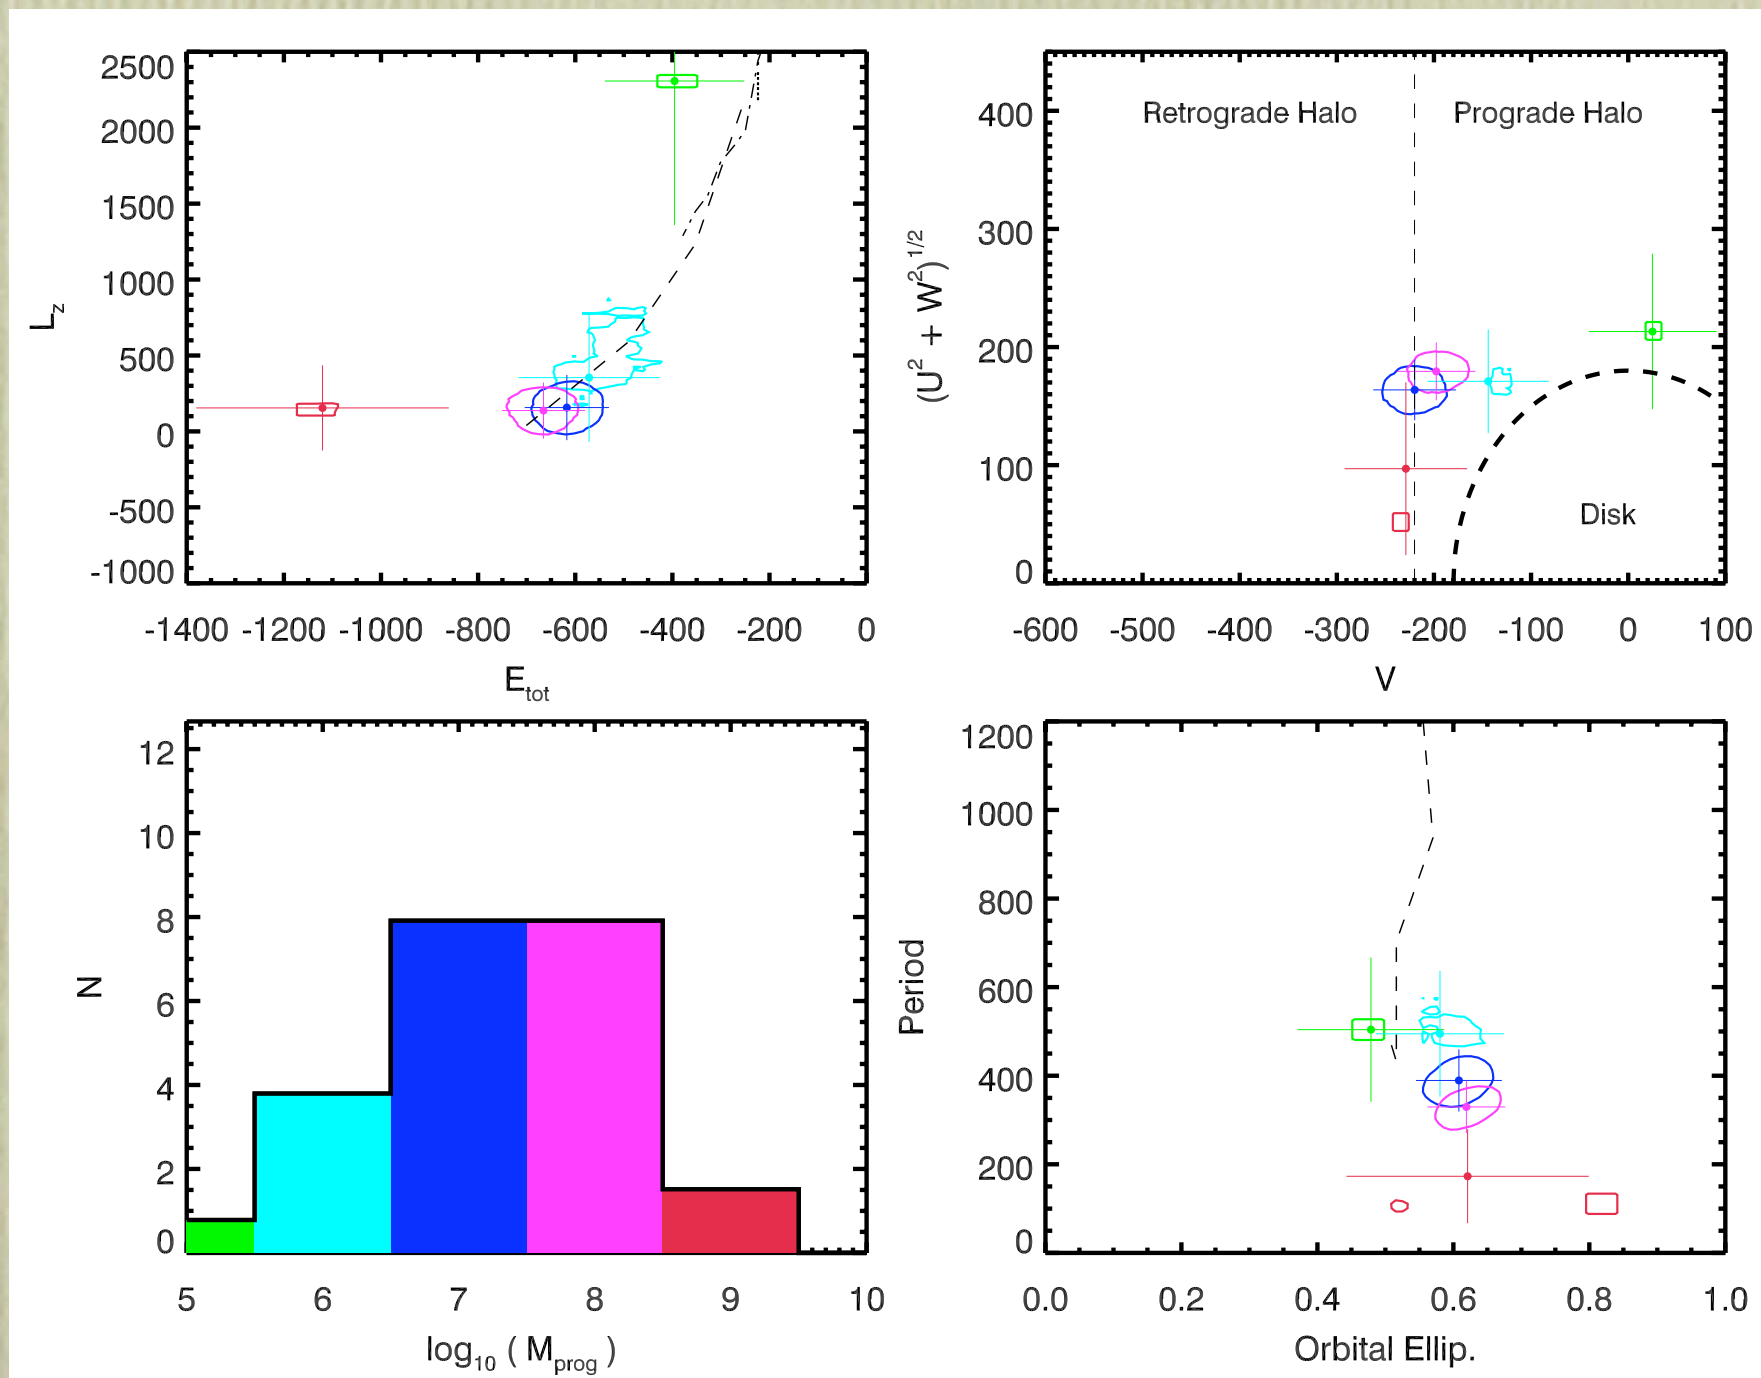 2500
2000
1500
1000
500
0
-500
-1000
L_z
-1400 -1200 -1000 -800 -600 -400 -200 0
E_tot
Retrograde Halo Prograde Halo
Disk
400
300
200
100
0
(U² + W²)^1/2
-600 -500 -400 -300 -200 -100 0 100
V
12
10
8
6
4
2
0
N
5 6 7 8 9 10
log₁₀ ( M_prog )
1200
1000
800
600
400
200
0
Period
0.0 0.2 0.4 0.6 0.8 1.0
Orbital Ellip.